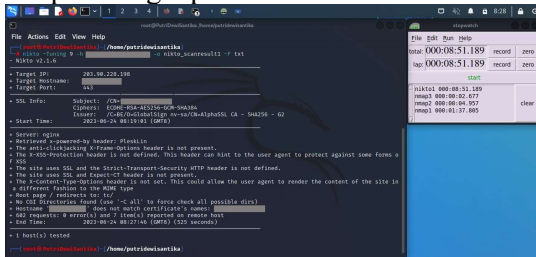 1 2 3 4
8:28
root@PutriDewiSantika: /home/putridewisantika
File Actions Edit View Help
(root@PutriDewiSantika)-[/home/putridewisantika]
# nikto -Tuning 9 -h -o nikto_scanresult1 -F txt
- Nikto v2.1.6
+ Target IP: 203.90.228.198
+ Target Hostname:
+ Target Port: 443
+ SSL Info: Subject: /CN=
Ciphers: ECDHE-RSA-AES256-GCM-SHA384
Issuer: /C=BE/O=GlobalSign nv-sa/CN=AlphaSSL CA - SHA256 - G2
+ Start Time: 2023-06-24 08:19:01 (GMT8)
+ Server: nginx
+ Retrieved x-powered-by header: PleskLin
+ The anti-clickjacking X-Frame-Options header is not present.
+ The X-XSS-Protection header is not defined. This header can hint to the user agent to protect against some forms o
f XSS
+ The site uses SSL and the Strict-Transport-Security HTTP header is not defined.
+ The site uses SSL and Expect-CT header is not present.
+ The X-Content-Type-Options header is not set. This could allow the user agent to render the content of the site in
a different fashion to the MIME type
+ Root page / redirects to: tc/
+ No CGI Directories found (use '-C all' to force check all possible dirs)
+ Hostname ' ' does not match certificate's names:
+ 602 requests: 0 error(s) and 7 item(s) reported on remote host
+ End Time: 2023-06-24 08:27:46 (GMT8) (525 seconds)
+ 1 host(s) tested
(root@PutriDewiSantika)-[/home/putridewisantika]
stopwatch
File Edit Run Help
total: 000:08:51.189 record zero
lap: 000:08:51.189 record zero
start
nikto1 000:08:51.189
nmap3 000:00:02.677
nmap2 000:00:04.957
nmap1 000:01:37.805
clear